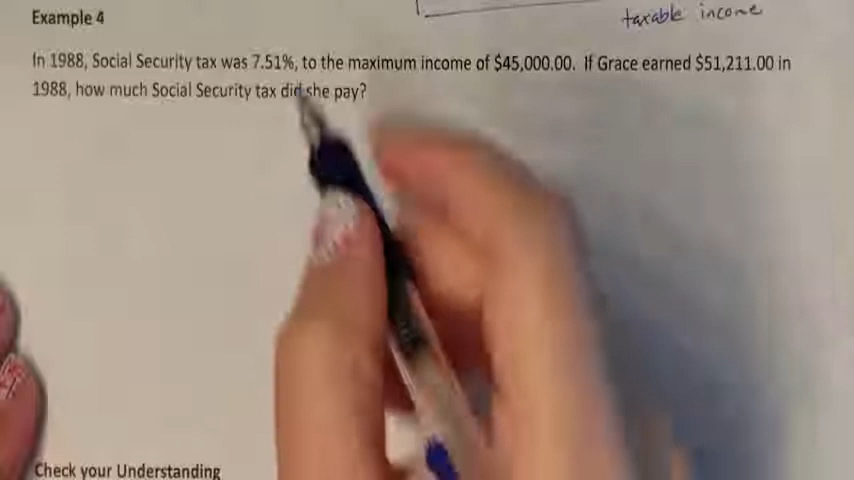 taxable income
Example 4
In 1988, Social Security tax was 7.51%, to the maximum income of $45,000.00. If Grace earned $51,211.00 in
1988, how much Social Security tax did she pay?
Check your Understanding